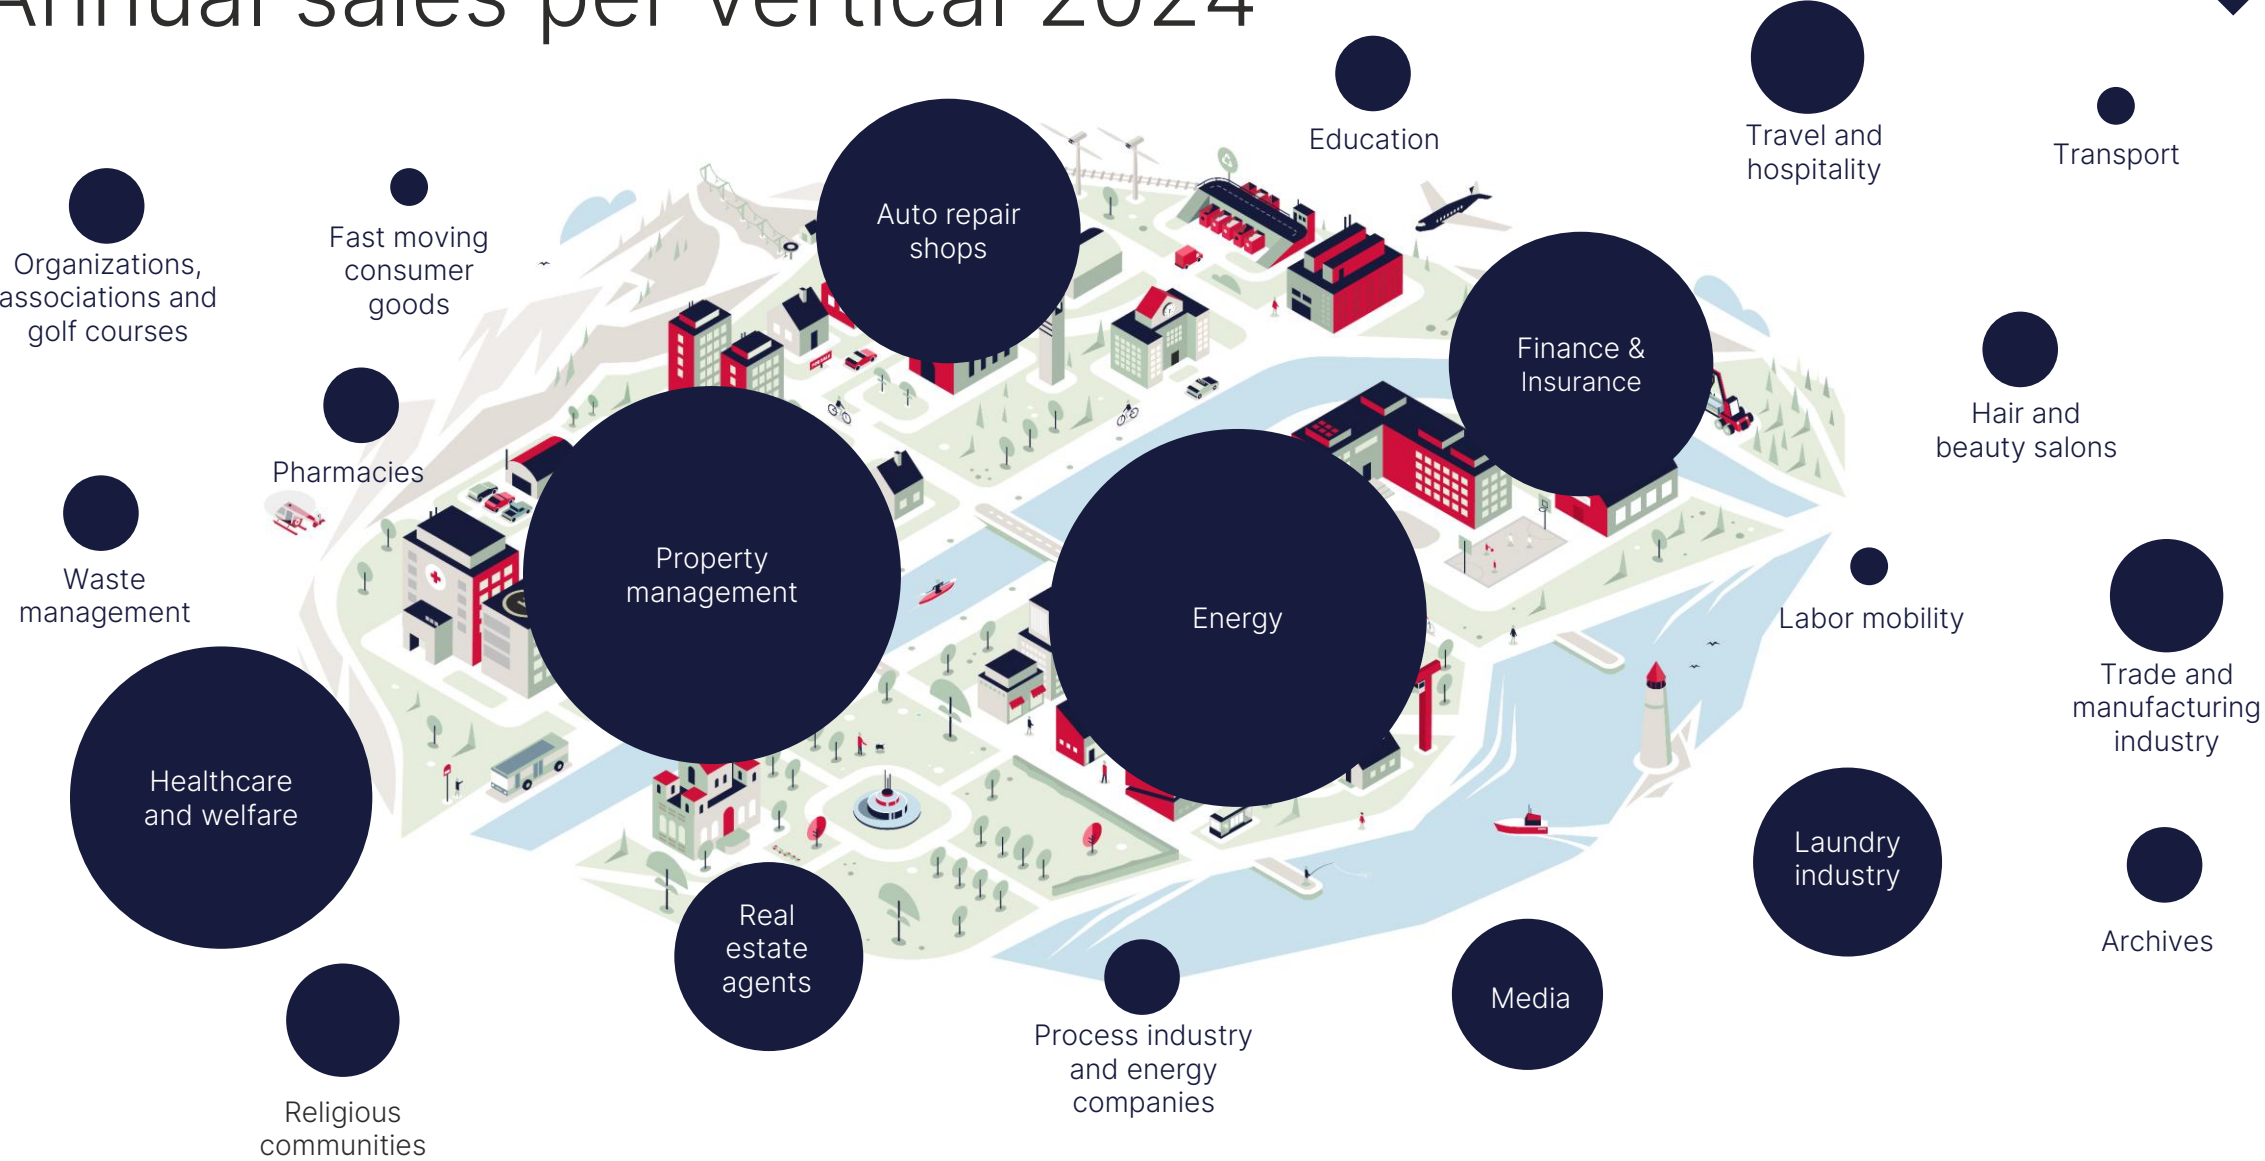 Annual sales per vertical 2024
Education
Travel and
hospitality
Transport
Auto repair
shops
Organizations,
associations and
golf courses
Fast moving
consumer
goods
Finance &
Insurance
Hair and
beauty salons
Pharmacies
Waste
management
Property
management
Energy
Labor mobility
Trade and
manufacturing
industry
Healthcare
and welfare
Laundry
industry
Real
estate
agents
Archives
Media
Process industry
and energy
companies
Religious
communities